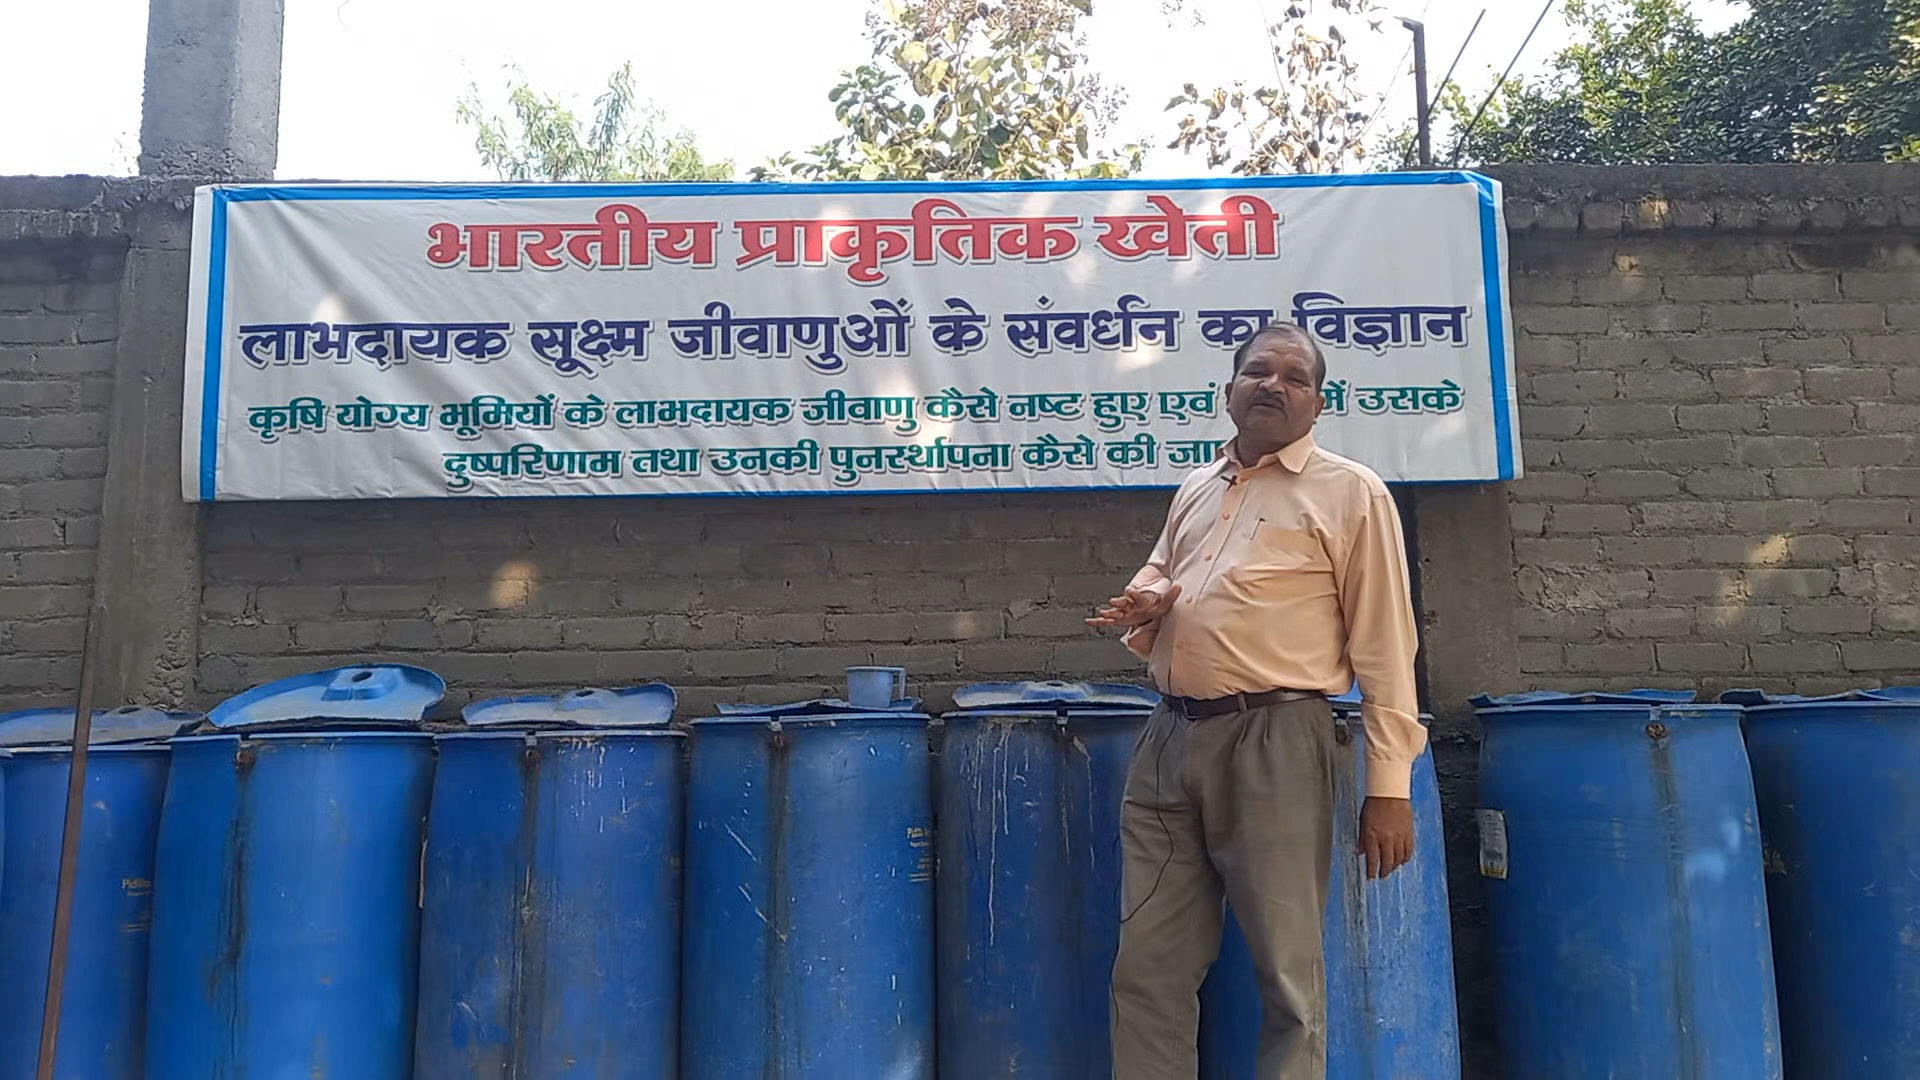 भारतीय प्राकृतिक खेती
लाभदायक सूक्ष्म जीवाणुओं के संवर्धन का विज्ञान
कृषि योग्य भूमियों के लाभदायक जीवाणु कैसे नष्ट हुए एवं में उसके
दुष्परिणाम तथा उनकी पुनर्स्थापना कैसे की